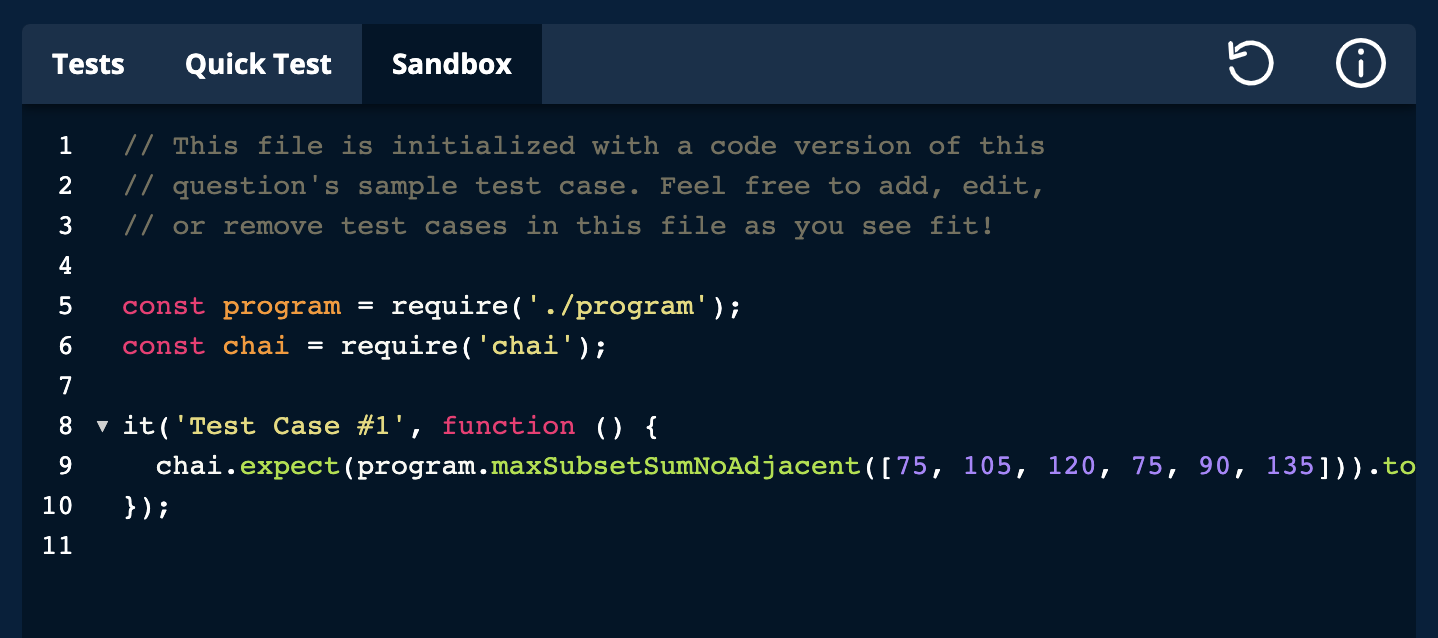 Tests Quick Test Sandbox
1 // This file is initialized with a code version of this
2 // question's sample test case. Feel free to add, edit,
3 // or remove test cases in this file as you see fit!
4
5 const program = require('./program');
6 const chai = require('chai');
7
8 it('Test Case #1', function () {
9 chai.expect(program.maxSubsetSumNoAdjacent([75, 105, 120, 75, 90, 135])).to
10 });
11